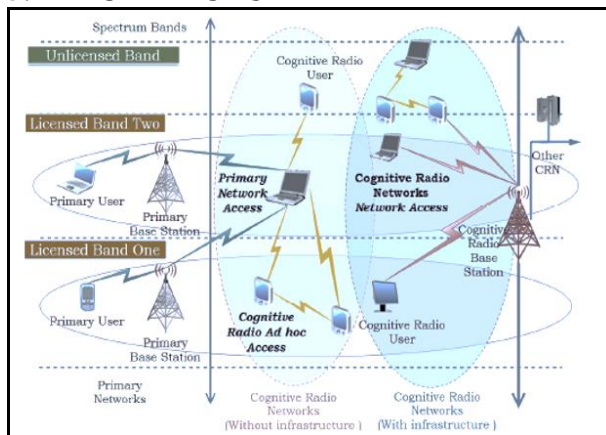 Spectrum Bands
Unlicensed Band
Cognitive Radio
User
Licensed Band Two
Primary User
Primary
Base Station
Primary
Network
Access
Cognitive Radio
Networks
Network Access
Other
CRN
Cognitive
Radio
Base
Station
Licensed Band One
Primary User
Primary
Base Station
Cognitive
Radio Ad hoc
Access
Cognitive Radio
User
Primary
Networks
Cognitive Radio
Networks
(Without infrastructure )
Cognitive Radio
Networks
(With infrastructure )